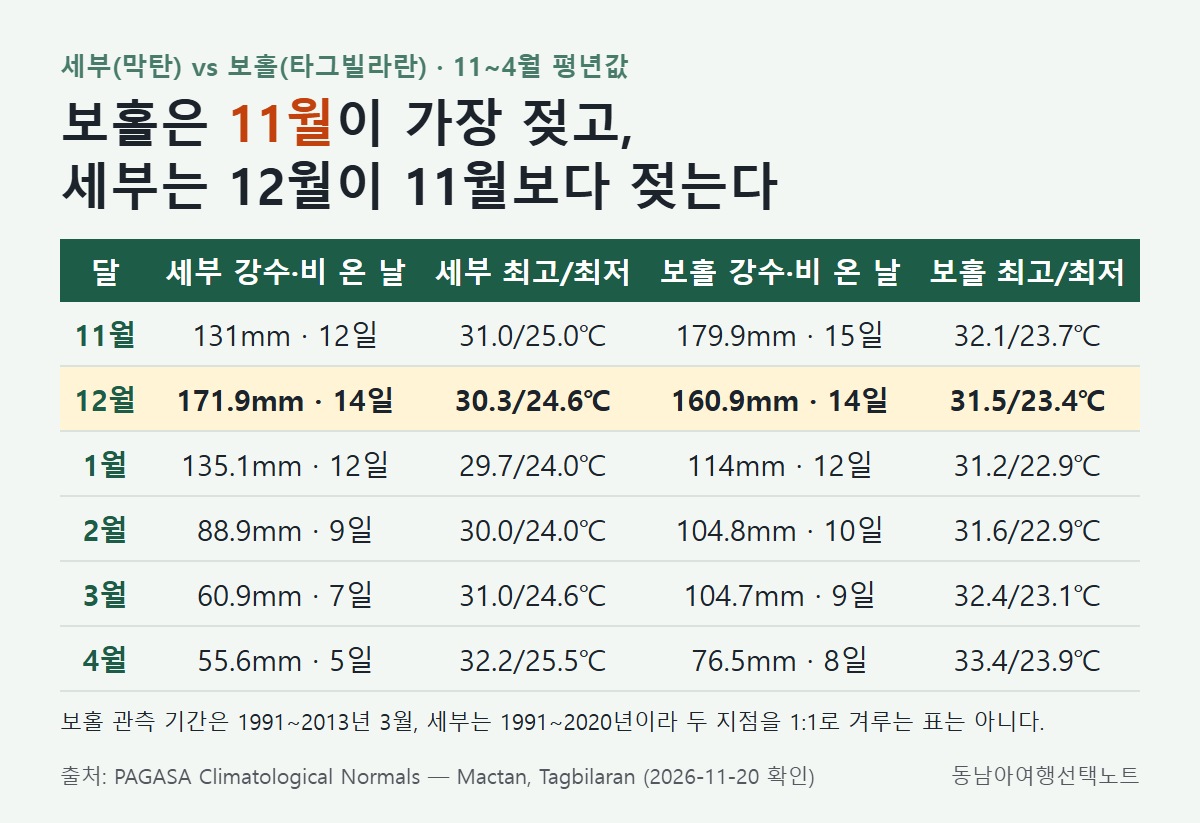 세부(막탄) vs 보홀(타그빌라란) · 11~4월 평년값
보홀은 11월이 가장 젖고,
세부는 12월이 11월보다 젖는다
달 세부 강수·비 온 날 세부 최고/최저 보홀 강수·비 온 날 보홀 최고/최저
11월 131mm · 12일 31.0/25.0℃ 179.9mm · 15일 32.1/23.7℃
12월 171.9mm · 14일 30.3/24.6℃ 160.9mm · 14일 31.5/23.4℃
1월 135.1mm · 12일 29.7/24.0℃ 114mm · 12일 31.2/22.9℃
2월 88.9mm · 9일 30.0/24.0℃ 104.8mm · 10일 31.6/22.9℃
3월 60.9mm · 7일 31.0/24.6℃ 104.7mm · 9일 32.4/23.1℃
4월 55.6mm · 5일 32.2/25.5℃ 76.5mm · 8일 33.4/23.9℃
보홀 관측 기간은 1991~2013년 3월, 세부는 1991~2020년이라 두 지점을 1:1로 겨루는 표는 아니다.
출처: PAGASA Climatological Normals — Mactan, Tagbilaran (2026-11-20 확인) 동남아여행선택노트